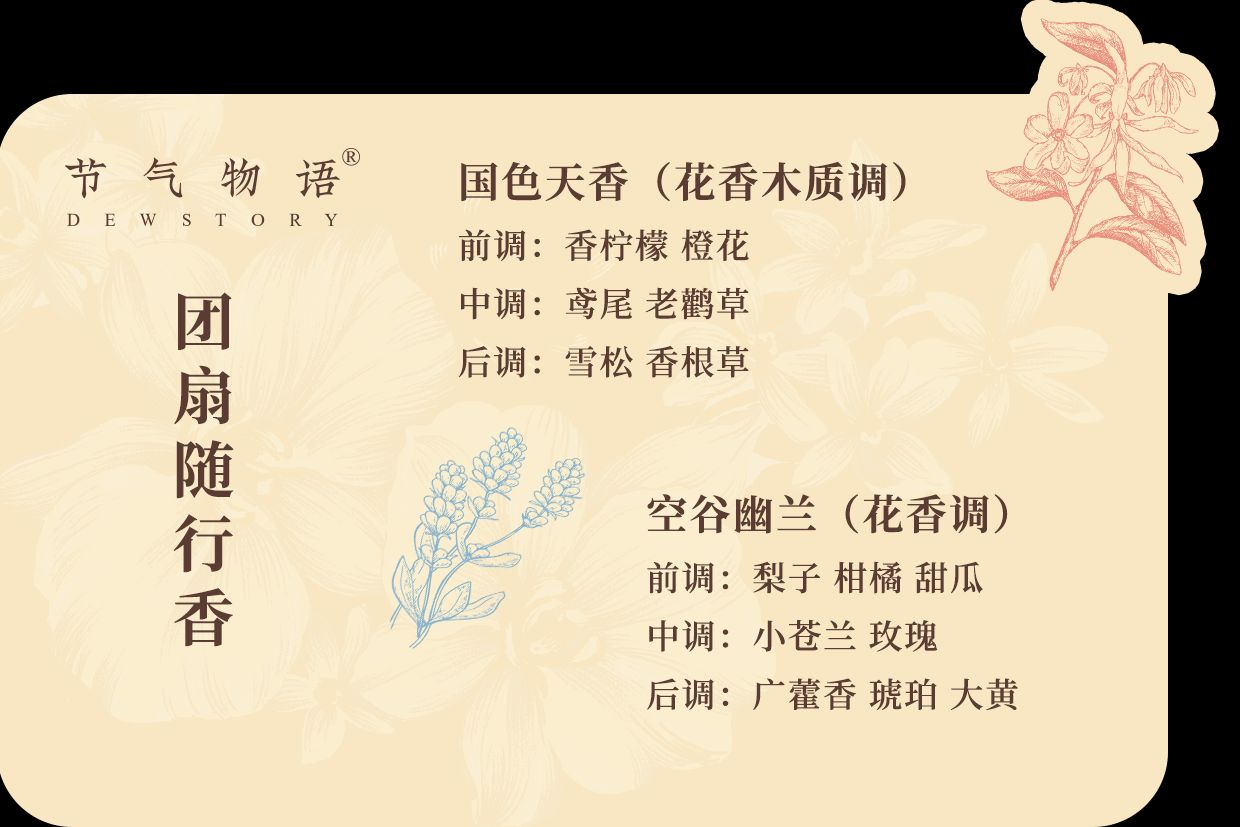 节气物语®
DEWSTORY
团扇随行香
国色天香（花香木质调）
前调：香柠檬 橙花
中调：鸢尾 老鹳草
后调：雪松 香根草
空谷幽兰（花香调）
前调：梨子 柑橘 甜瓜
中调：小苍兰 玫瑰
后调：广藿香 琥珀 大黄